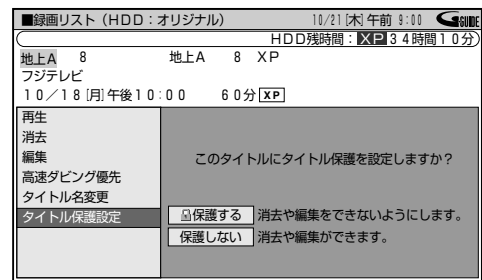 ■録画リスト（HDD：オリジナル） 10/21[木]午前 9:00 GGUIDE
HDD残時間：XP34時間10分
地上A 8 地上A 8 XP
フジテレビ
10／18[月]午後10：00 60分 XP
再生
消去
編集
高速ダビング優先
タイトル名変更
タイトル保護設定
このタイトルにタイトル保護を設定しますか？
保護する 消去や編集をできないようにします。
保護しない 消去や編集ができます。